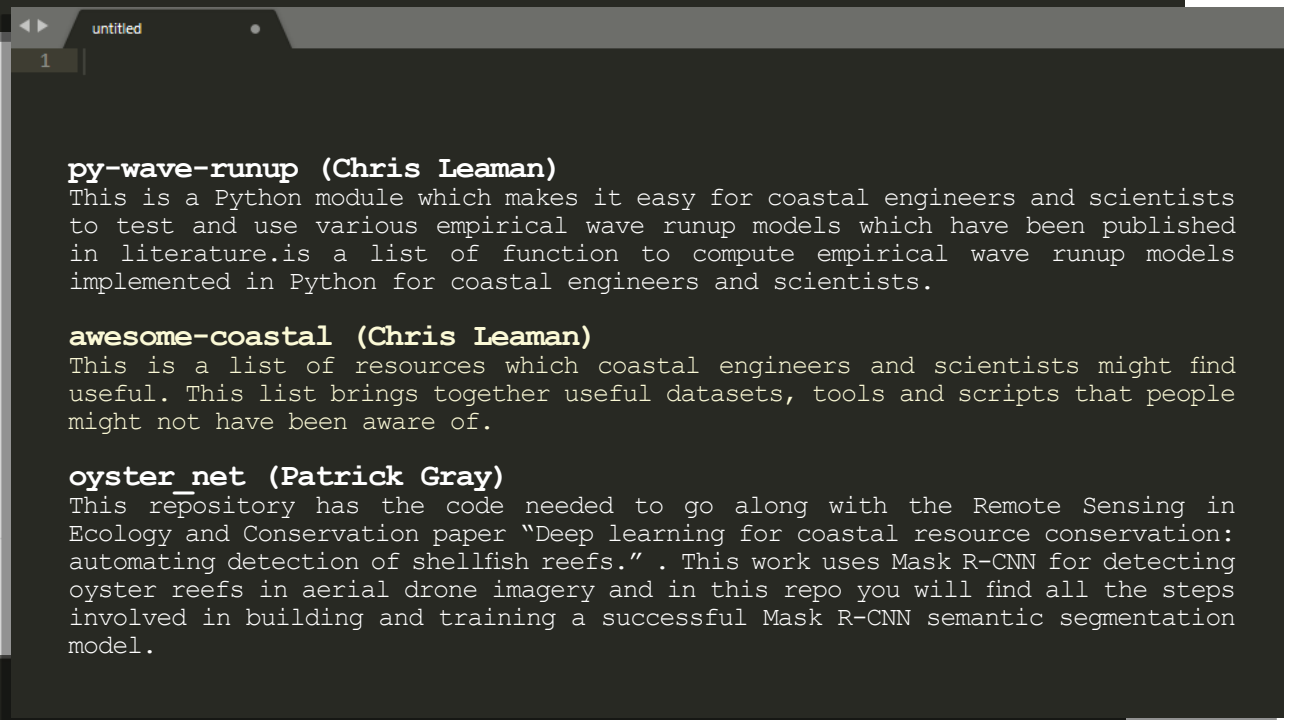 untitled
1
py-wave-runup (Chris Leaman)
This is a Python module which makes it easy for coastal engineers and scientists
to test and use various empirical wave runup models which have been published
in literature.is a list of function to compute empirical wave runup models
implemented in Python for coastal engineers and scientists.
awesome-coastal (Chris Leaman)
This is a list of resources which coastal engineers and scientists might find
useful. This list brings together useful datasets, tools and scripts that people
might not have been aware of.
oyster_net (Patrick Gray)
This repository has the code needed to go along with the Remote Sensing in
Ecology and Conservation paper “Deep learning for coastal resource conservation:
automating detection of shellfish reefs.” . This work uses Mask R-CNN for detecting
oyster reefs in aerial drone imagery and in this repo you will find all the steps
involved in building and training a successful Mask R-CNN semantic segmentation
model.